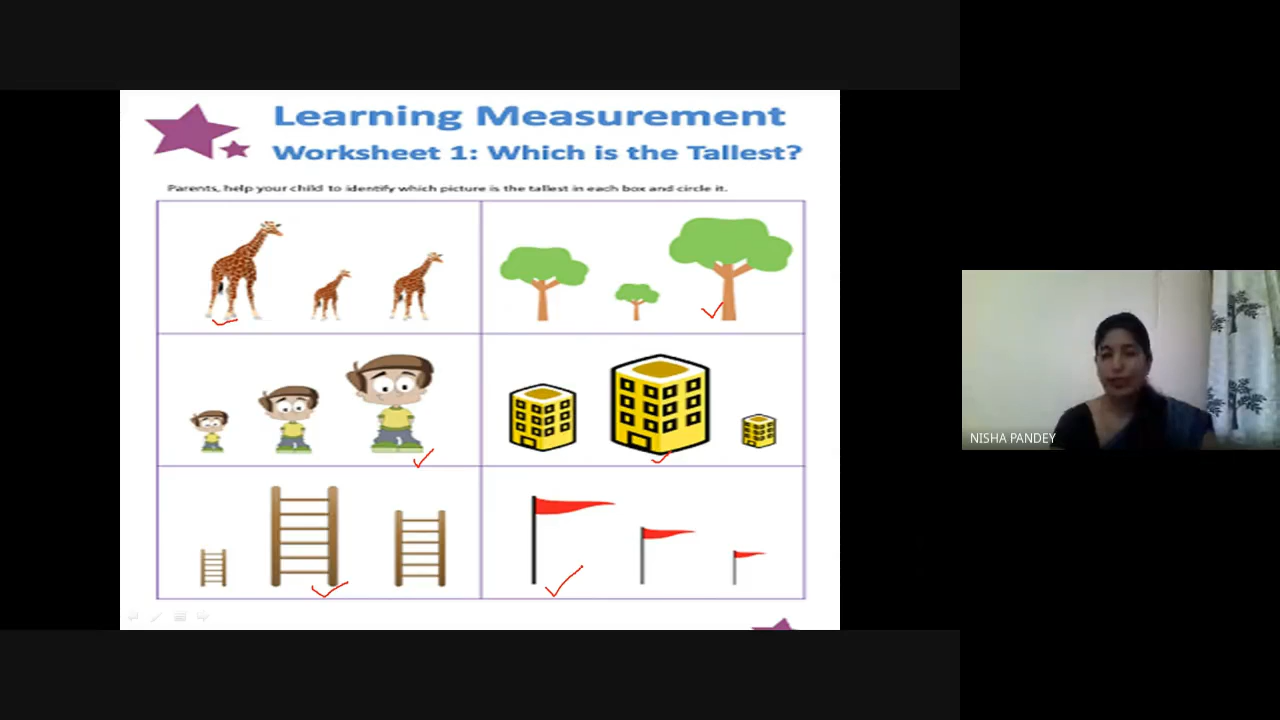 Learning Measurement
Worksheet 1: Which is the Tallest?
Parents, help your child to identify which picture is the tallest in each box and circle it.
NISHA PANDEY